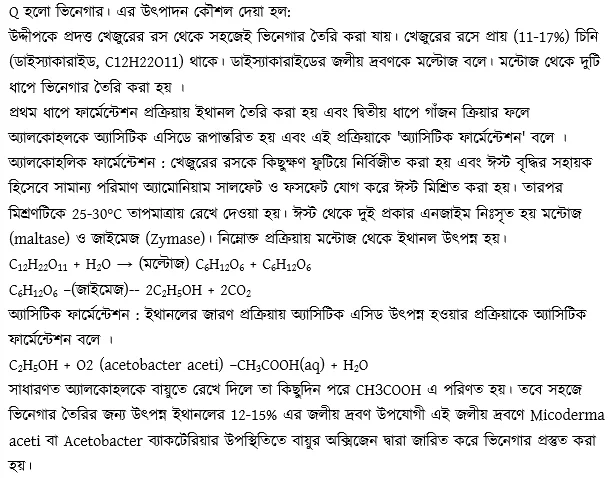 Q হলো ভিনেগার। এর উৎপাদন কৌশল দেয়া হল:
উদ্দীপকে প্রদত্ত খেজুরের রস থেকে সহজেই ভিনেগার তৈরি করা যায়। খেজুরের রসে প্রায় (11-17%) চিনি
(ডাইস্যাকারাইড, C12H22O11) থাকে। ডাইস্যাকারাইডের জলীয় দ্রবণকে মল্টোজ বলে। মন্টোজ থেকে দুটি
ধাপে ভিনেগার তৈরি করা হয় ।
প্রথম ধাপে ফার্মেন্টেশন প্রক্রিয়ায় ইথানল তৈরি করা হয় এবং দ্বিতীয় ধাপে গাঁজন ক্রিয়ার ফলে
অ্যালকোহলকে অ্যাসিটিক এসিডে রূপান্তরিত হয় এবং এই প্রক্রিয়াকে 'অ্যাসিটিক ফার্মেন্টেশন' বলে ।
অ্যালকোহলিক ফার্মেন্টেশন : খেজুরের রসকে কিছুক্ষণ ফুটিয়ে নির্বিজীত করা হয় এবং ঈস্ট বৃদ্ধির সহায়ক
হিসেবে সামান্য পরিমাণ অ্যামোনিয়াম সালফেট ও ফসফেট যোগ করে ঈস্ট মিশ্রিত করা হয়। তারপর
মিশ্রণটিকে 25-30°C তাপমাত্রায় রেখে দেওয়া হয়। ঈস্ট থেকে দুই প্রকার এনজাইম নিঃসৃত হয় মন্টোজ
(maltase) ও জাইমেজ (Zymase)। নিম্নোক্ত প্রক্রিয়ায় মন্টোজ থেকে ইথানল উৎপন্ন হয়।
C₁₂H₂₂O₁₁ + H₂O → (মল্টোজ) C₆H₁₂O₆ + C₆H₁₂O₆
C₆H₁₂O₆ –(জাইমেজ)-- 2C₂H₅OH + 2CO₂
অ্যাসিটিক ফার্মেন্টেশন : ইথানলের জারণ প্রক্রিয়ায় অ্যাসিটিক এসিড উৎপন্ন হওয়ার প্রক্রিয়াকে অ্যাসিটিক
ফার্মেন্টেশন বলে ।
C₂H₅OH + O2 (acetobacter aceti) –CH₃COOH(aq) + H₂O
সাধারণত অ্যালকোহলকে বায়ুতে রেখে দিলে তা কিছুদিন পরে CH3COOH এ পরিণত হয়। তবে সহজে
ভিনেগার তৈরির জন্য উৎপন্ন ইথানলের 12-15% এর জলীয় দ্রবণ উপযোগী এই জলীয় দ্রবণে Micoderma
aceti বা Acetobacter ব্যাকটেরিয়ার উপস্থিতিতে বায়ুর অক্সিজেন দ্বারা জারিত করে ভিনেগার প্রস্তুত করা
হয়।